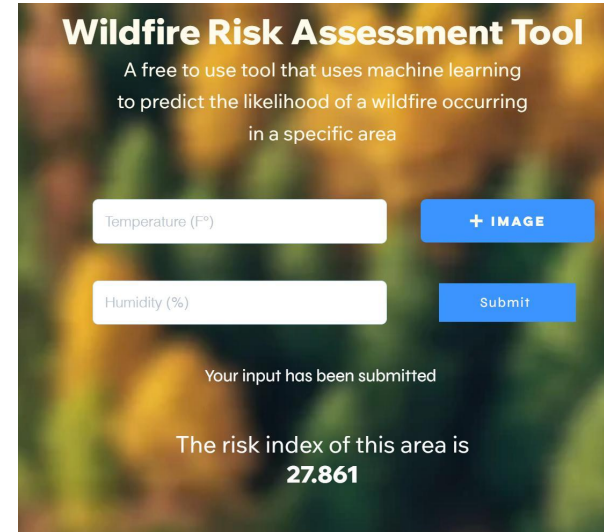 Wildfire Risk Assessment Tool
A free to use tool that uses machine learning
to predict the likelihood of a wildfire occurring
in a specific area
Temperature (F°)
+ IMAGE
Humidity (%)
Submit
Your input has been submitted
The risk index of this area is
27.861